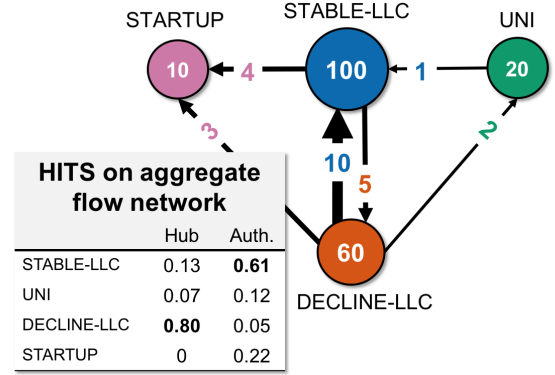 STARTUP
STABLE-LLC
UNI
10
4
100
1
20
3
2
10
5
60
DECLINE-LLC
HITS on aggregate
flow network
Hub Auth.
STABLE-LLC 0.13 0.61
UNI 0.07 0.12
DECLINE-LLC 0.80 0.05
STARTUP 0 0.22